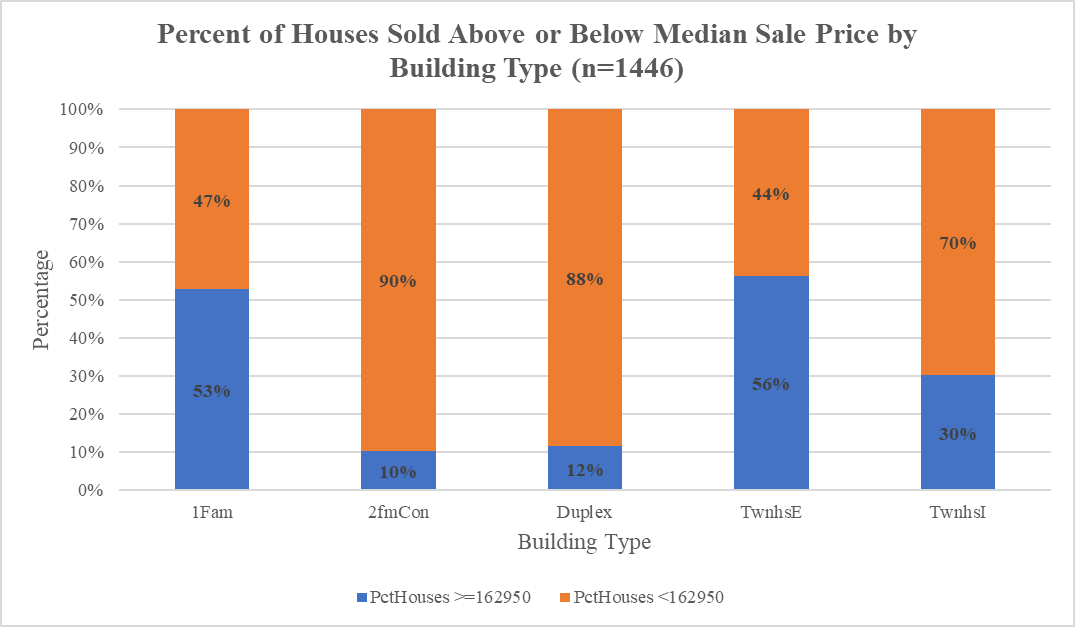 Percent of Houses Sold Above or Below Median Sale Price by
Building Type (n=1446)
100%
90%
80%
70%
60%
50%
40%
30%
20%
10%
0%
Percentage
47%
53%
90%
10%
88%
12%
44%
56%
70%
30%
1Fam
2fmCon
Duplex
TwnhsE
TwnhsI
Building Type
PctHouses >=162950
PctHouses <162950